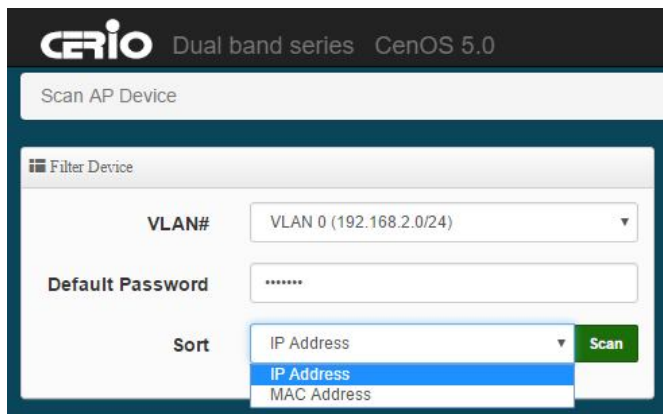 CERIO Dual band series CenOS 5.0
Scan AP Device
Filter Device
VLAN# VLAN 0 (192.168.2.0/24)
Default Password •••••••
Sort IP Address Scan
IP Address
MAC Address